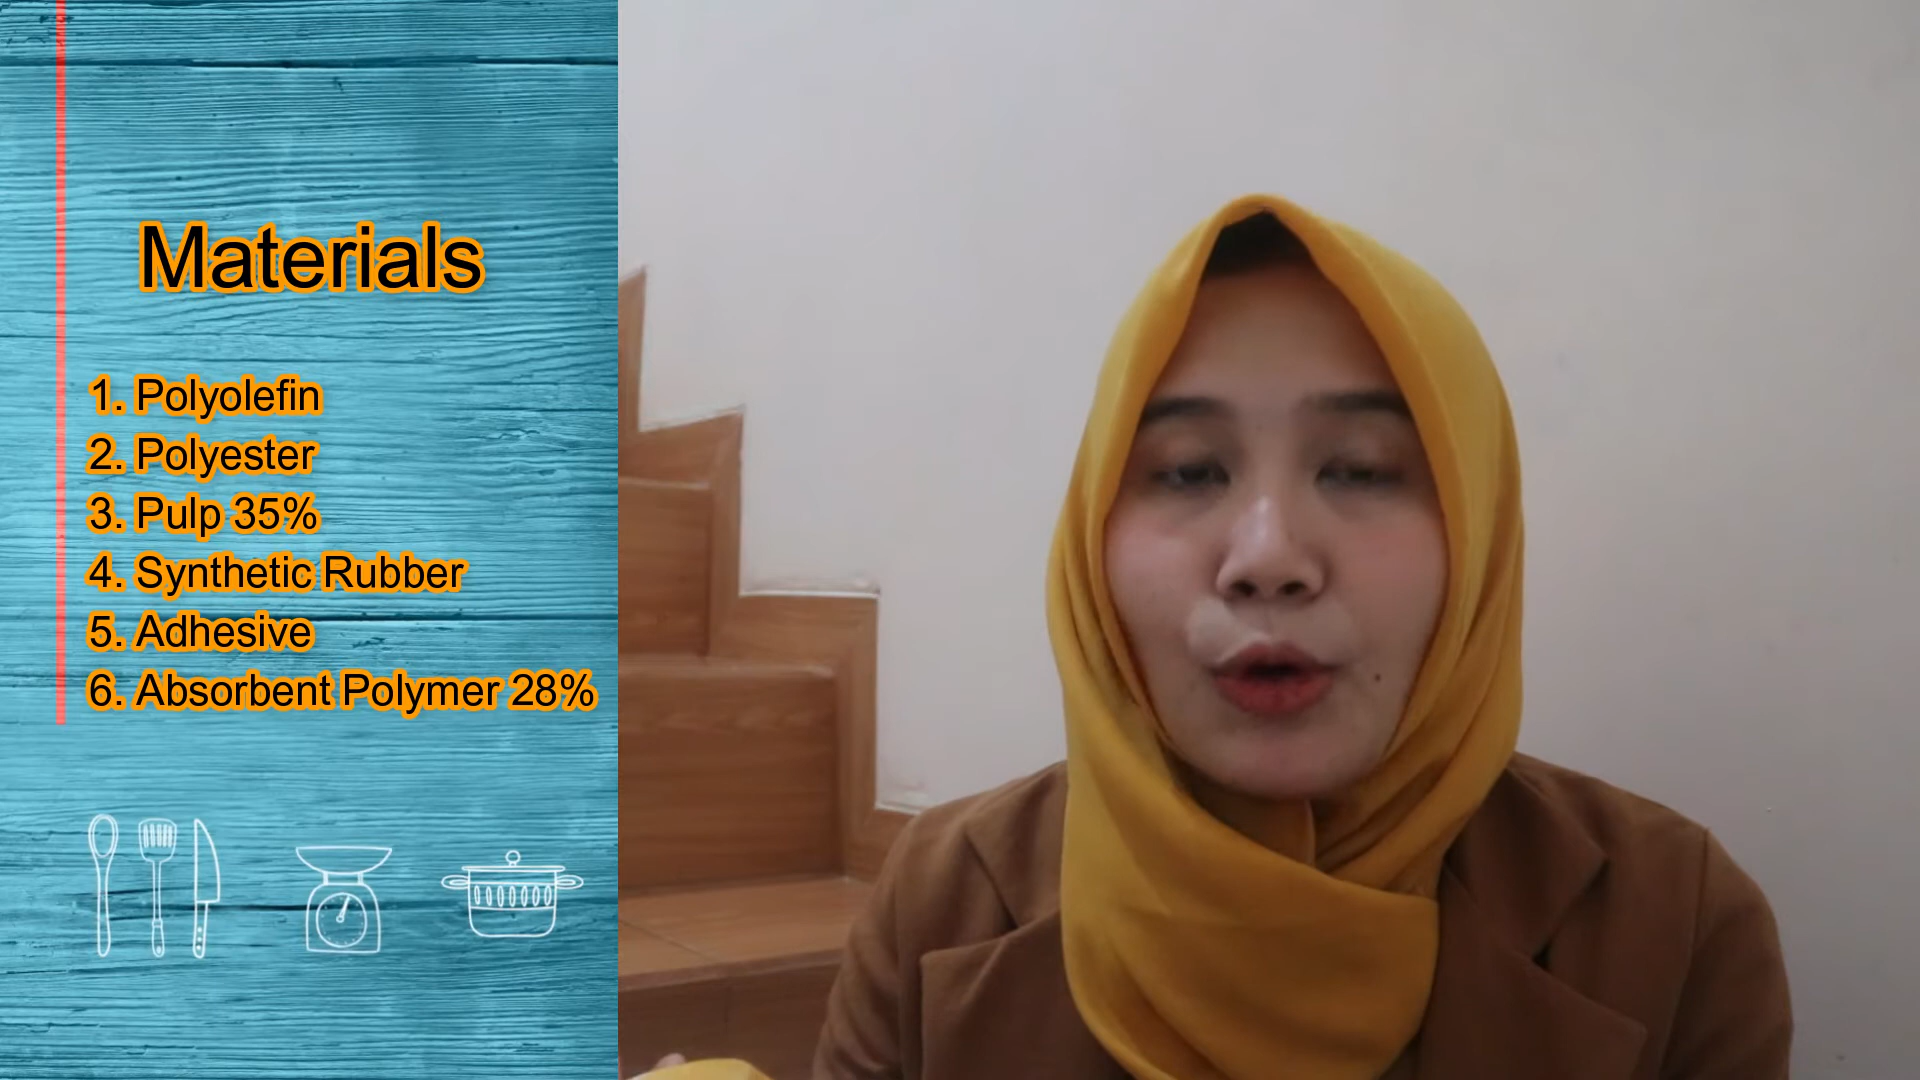 Materials
1. Polyolefin
2. Polyester
3. Pulp 35%
4. Synthetic Rubber
5. Adhesive
6. Absorbent Polymer 28%